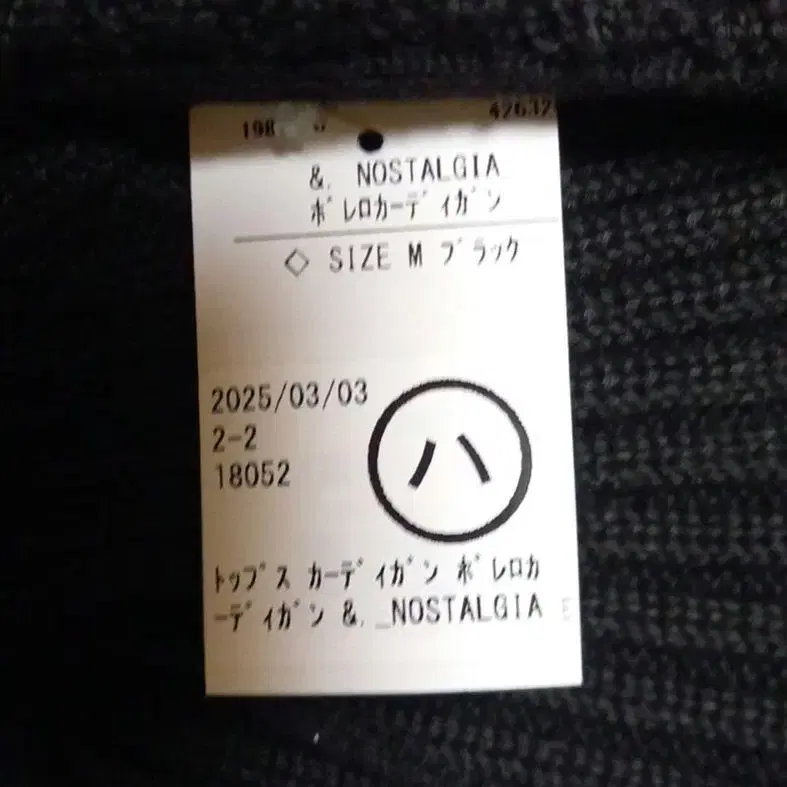 198
42632
&. NOSTALGIA
ﾎﾞﾚﾛｶｰﾃﾞｨｶﾞﾝ
◇ SIZE M ﾌﾞﾗｯｸ
2025/03/03
2-2
18052
ハ
ﾄｯﾌﾟｽ ｶｰﾃﾞｨｶﾞﾝ ﾎﾞﾚﾛｶ
ｰﾃﾞｨｶﾞﾝ &._NOSTALGIA